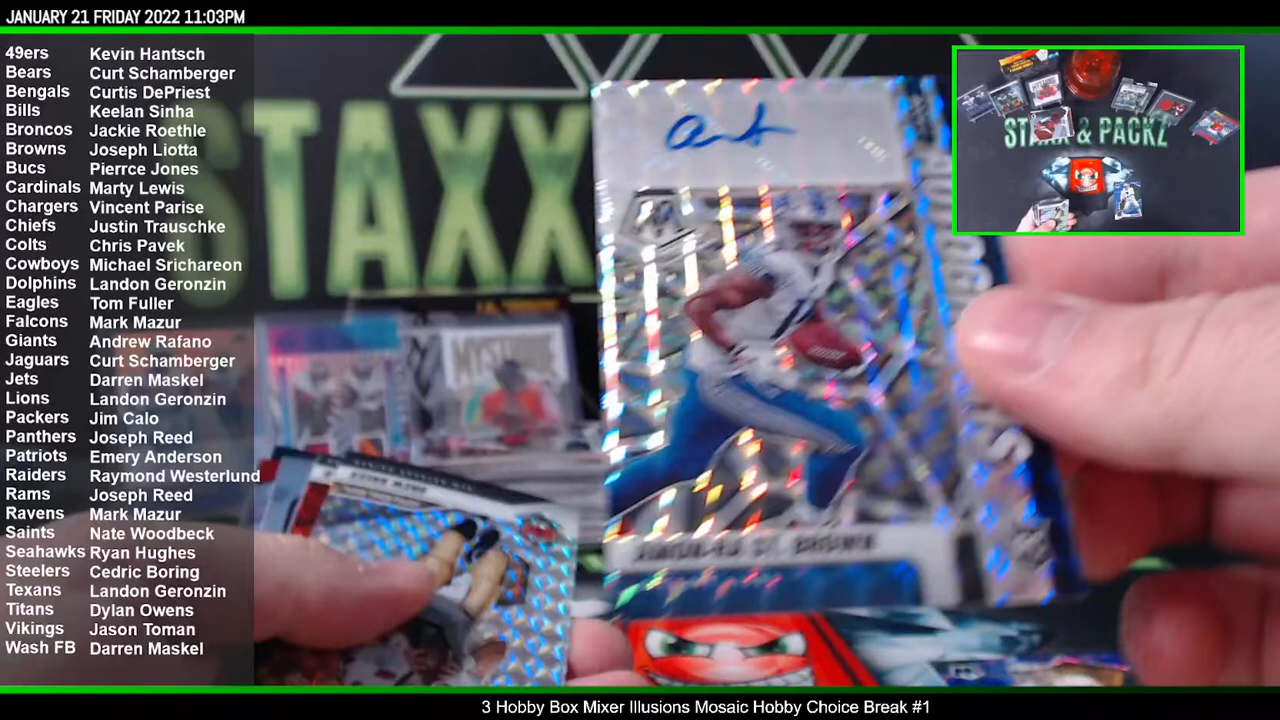 JANUARY 21 FRIDAY 2022 11:03PM
49ers Kevin Hantsch
Bears Curt Schamberger
Bengals Curtis DePriest
Bills Keelan Sinha
Broncos Jackie Roethle
Browns Joseph Liotta
Bucs Pierrce Jones
Cardinals Marty Lewis
Chargers Vincent Parise
Chiefs Justin Trauschke
Colts Chris Pavek
Cowboys Michael Srichareon
Dolphins Landon Geronzin
Eagles Tom Fuller
Falcons Mark Mazur
Giants Andrew Rafano
Jaguars Curt Schamberger
Jets Darren Maskel
Lions Landon Geronzin
Packers Jim Calo
Panthers Joseph Reed
Patriots Emery Anderson
Raiders Raymond Westerlund
Rams Joseph Reed
Ravens Mark Mazur
Saints Nate Woodbeck
Seahawks Ryan Hughes
Steelers Cedric Boring
Texans Landon Geronzin
Titans Dylan Owens
Vikings Jason Toman
Wash FB Darren Maskel
STAXX
MYSTIQUE
AMON-RA ST. BROWN
STAXX & PACKZ
3 Hobby Box Mixer Illusions Mosaic Hobby Choice Break #1